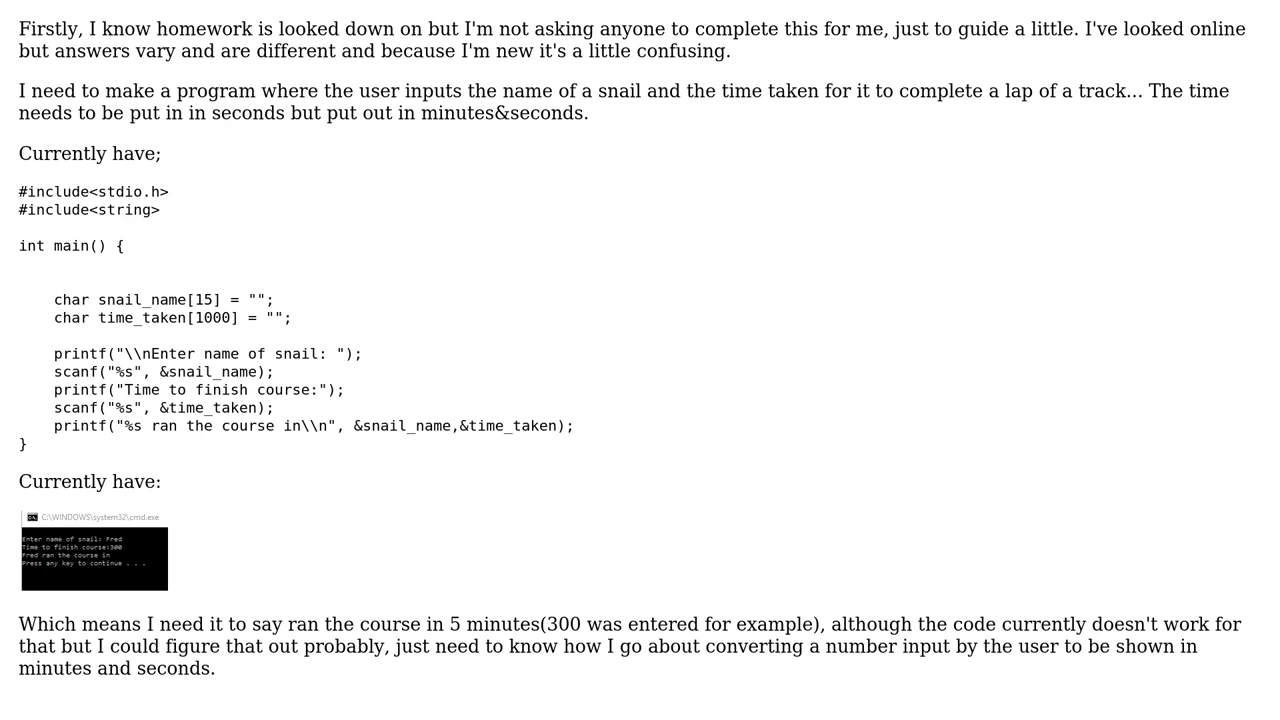 Firstly, I know homework is looked down on but I'm not asking anyone to complete this for me, just to guide a little. I've looked online
but answers vary and are different and because I'm new it's a little confusing.
I need to make a program where the user inputs the name of a snail and the time taken for it to complete a lap of a track... The time
needs to be put in in seconds but put out in minutes&seconds.
Currently have;
#include<stdio.h>
#include<string>
int main() {
    char snail_name[15] = "";
    char time_taken[1000] = "";
    printf("\\nEnter name of snail: ");
    scanf("%s", &snail_name);
    printf("Time to finish course:");
    scanf("%s", &time_taken);
    printf("%s ran the course in\\n", &snail_name,&time_taken);
}
Currently have:
C:\WINDOWS\system32\cmd.exe
Enter name of snail: Fred
Time to finish course:300
Fred ran the course in
Press any key to continue . . .
Which means I need it to say ran the course in 5 minutes(300 was entered for example), although the code currently doesn't work for
that but I could figure that out probably, just need to know how I go about converting a number input by the user to be shown in
minutes and seconds.